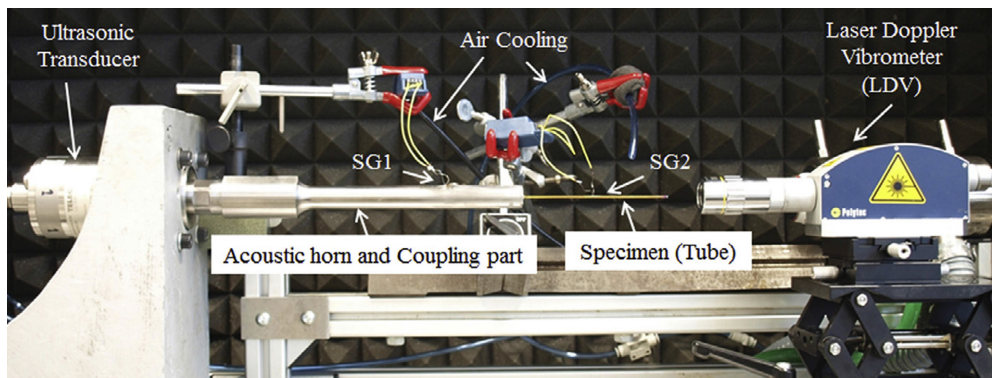 Ultrasonic
Transducer
Air Cooling
Laser Doppler
Vibrometer
(LDV)
SG1
SG2
Acoustic horn and Coupling part
Specimen (Tube)
Polytec